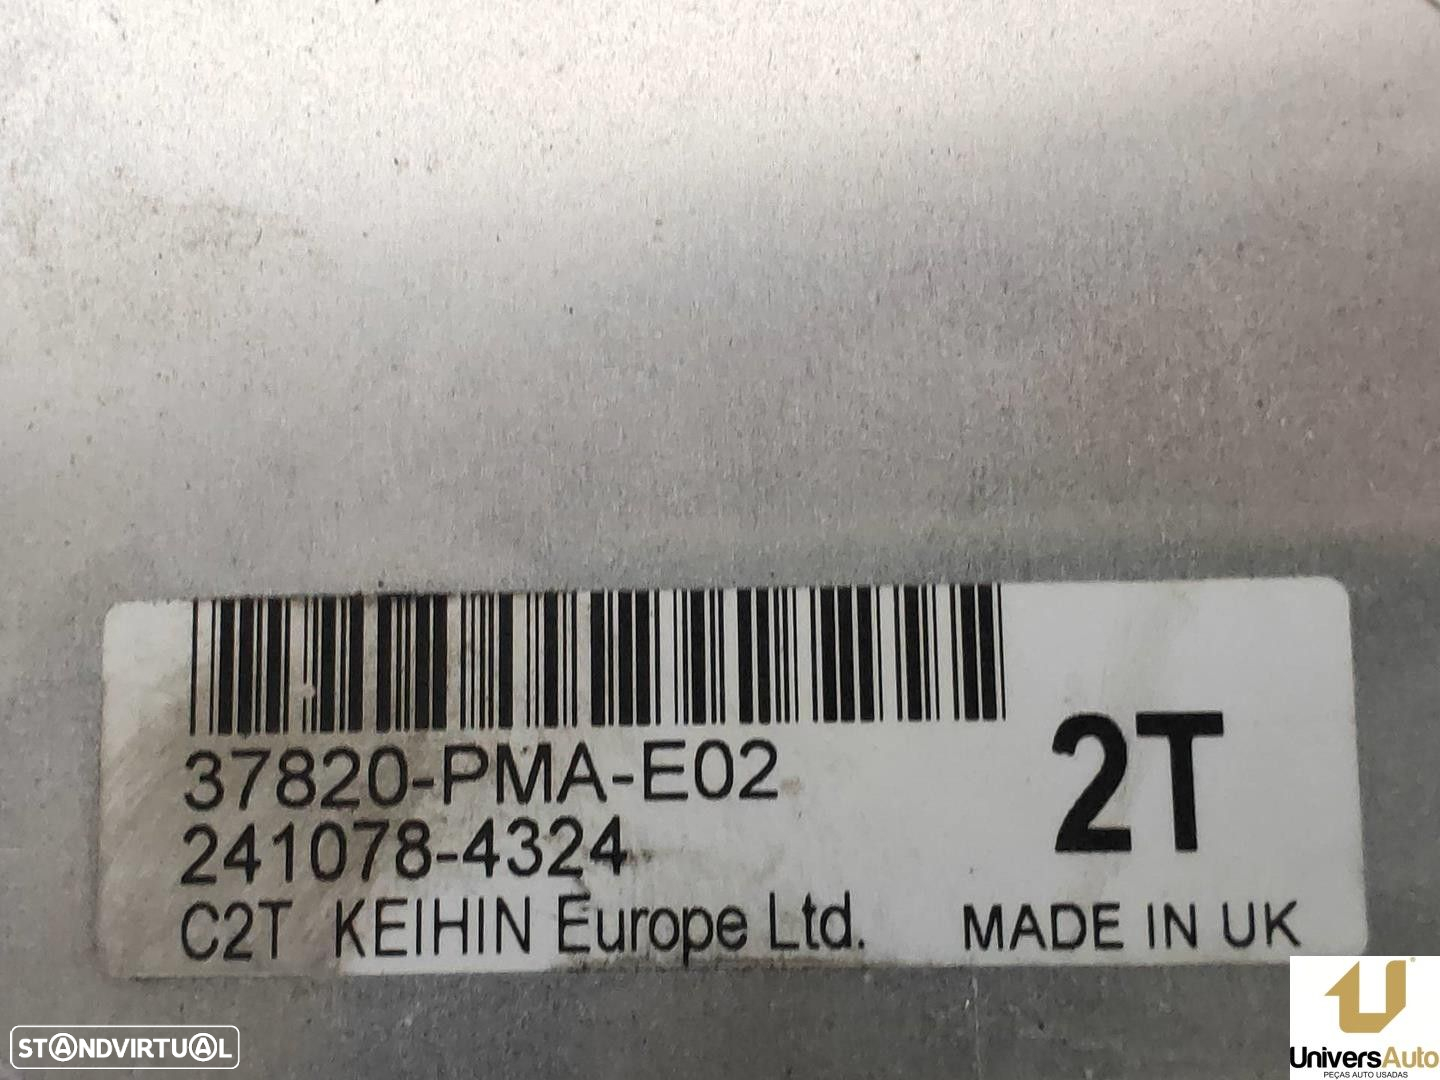 37820-PMA-E02
241078-4324
C2T KEIHIN Europe Ltd.
2T
MADE IN UK
STANDVIRTUAL
UniversAuto
PEÇAS AUTO USADAS